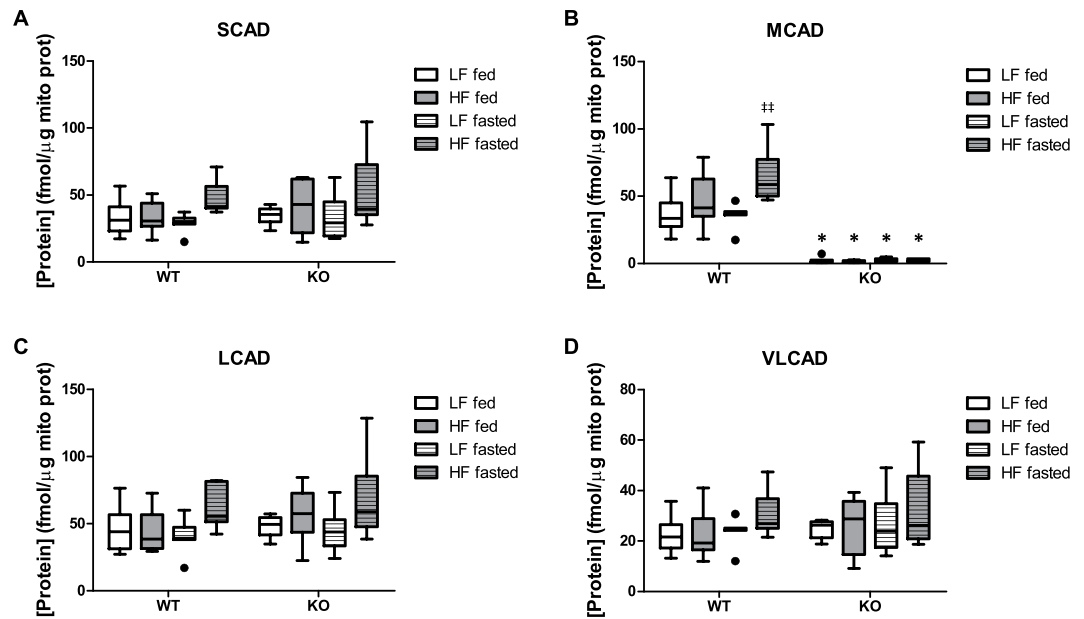 A
SCAD
[Protein] (fmol/μg mito prot)
150
100
50
0
WT
KO
LF fed
HF fed
LF fasted
HF fasted
B
MCAD
[Protein] (fmol/μg mito prot)
150
100
50
0
‡‡
* * * *
WT
KO
LF fed
HF fed
LF fasted
HF fasted
C
LCAD
[Protein] (fmol/μg mito prot)
150
100
50
0
WT
KO
LF fed
HF fed
LF fasted
HF fasted
D
VLCAD
[Protein] (fmol/μg mito prot)
80
60
40
20
0
WT
KO
LF fed
HF fed
LF fasted
HF fasted